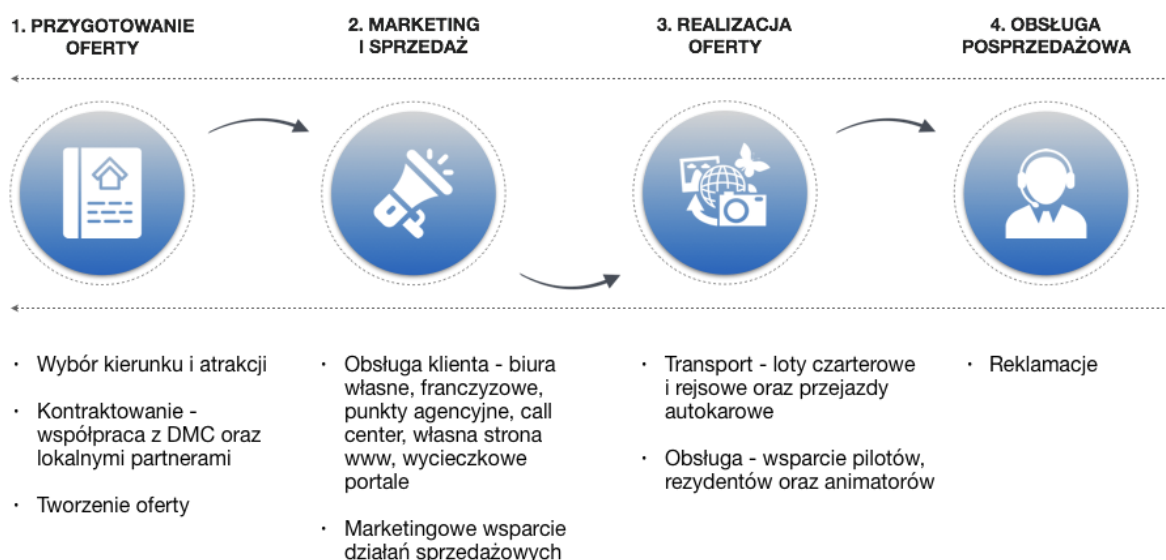 1. PRZYGOTOWANIE
OFERTY
2. MARKETING
I SPRZEDAŻ
3. REALIZACJA
OFERTY
4. OBSŁUGA
POSPRZEDAŻOWA
· Wybór kierunku i atrakcji
· Kontraktowanie -
współpraca z DMC oraz
lokalnymi partnerami
· Tworzenie oferty
· Obsługa klienta - biura
własne, franczyzowe,
punkty agencyjne, call
center, własna strona
www, wycieczkowe
portale
· Marketingowe wsparcie
działań sprzedażowych
· Transport - loty czarterowe
i rejsowe oraz przejazdy
autokarowe
· Obsługa - wsparcie pilotów,
rezydentów oraz animatorów
· Reklamacje